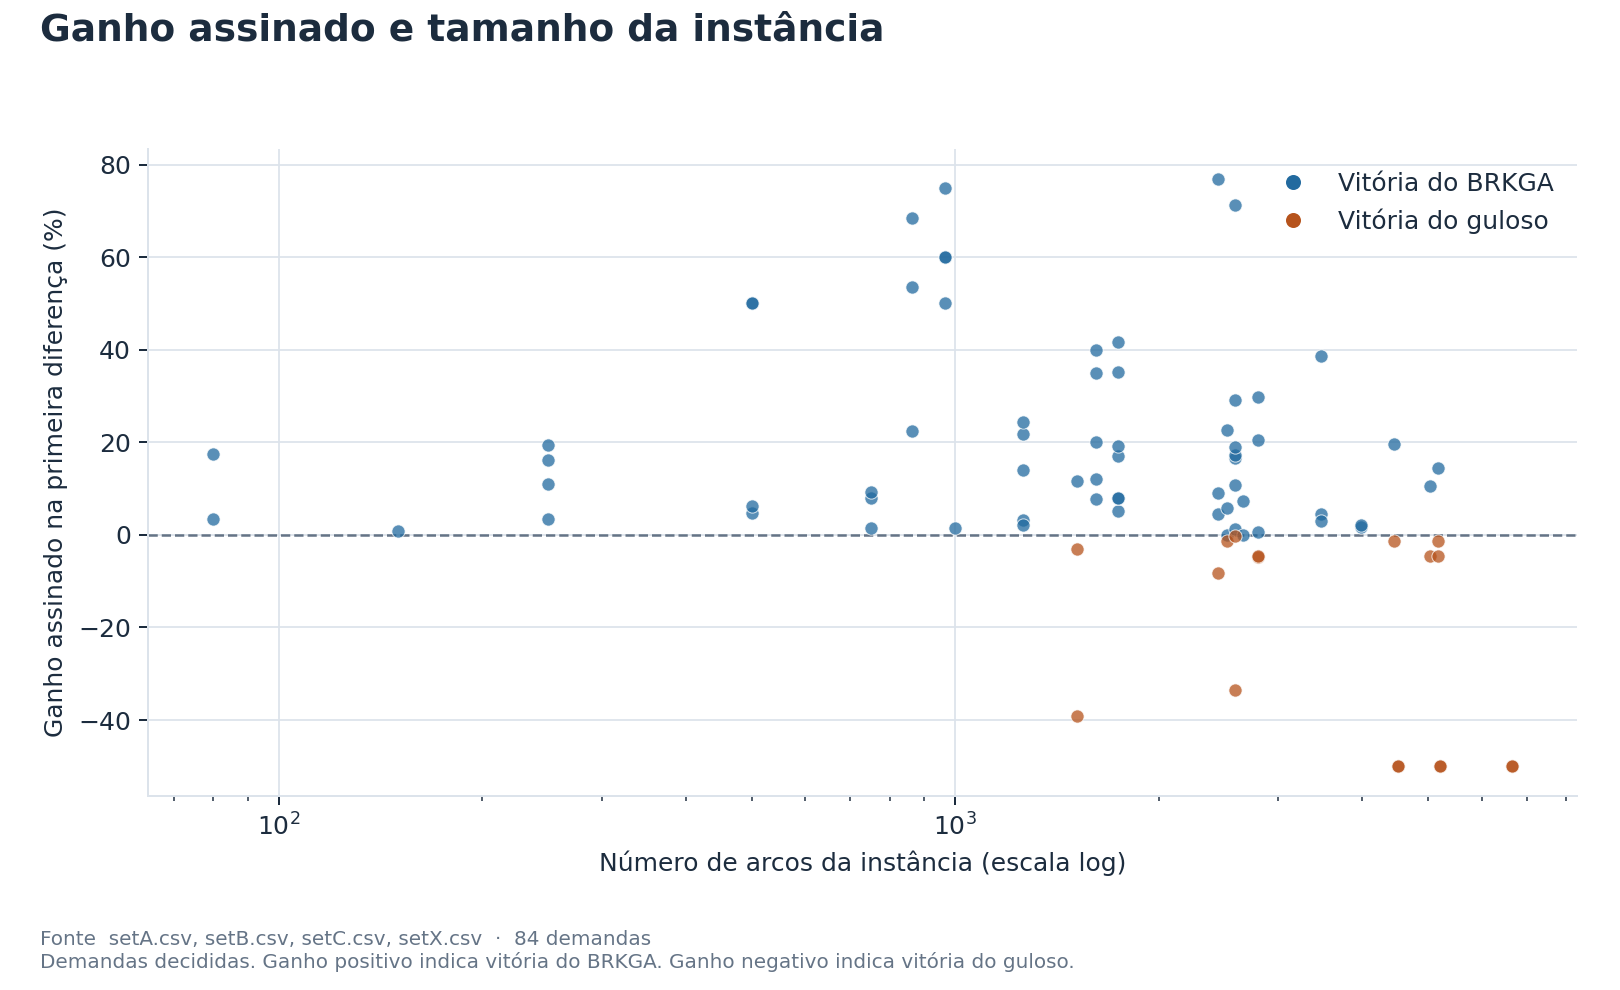 Ganho assinado e tamanho da instância
Ganho assinado na primeira diferença (%)
80
60
40
20
0
−20
−40
Vitória do BRKGA
Vitória do guloso
10²
10³
Número de arcos da instância (escala log)
Fonte  setA.csv, setB.csv, setC.csv, setX.csv  ·  84 demandas
Demandas decididas. Ganho positivo indica vitória do BRKGA. Ganho negativo indica vitória do guloso.